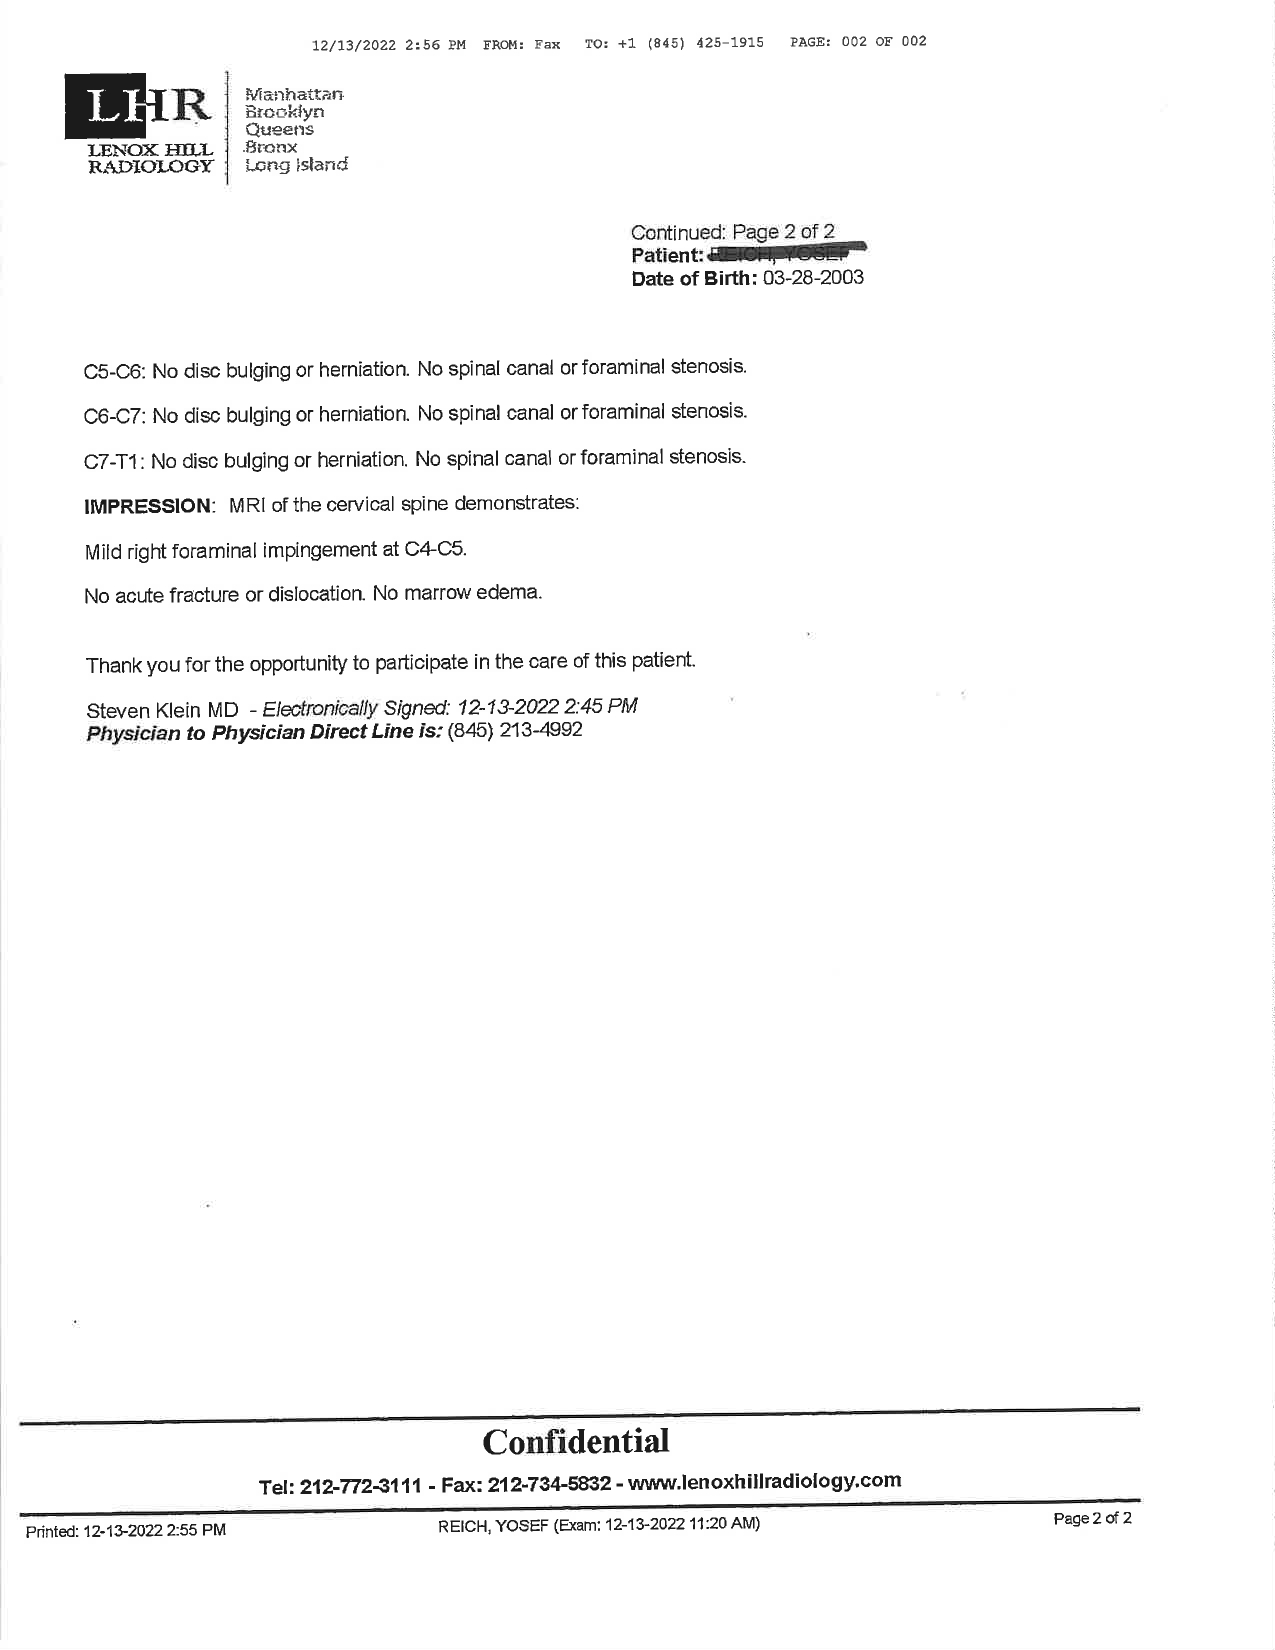 12/13/2022 2:56 PM FROM: Fax TO: +1 (845) 425-1915 PAGE: 002 OF 002
LHR
LENOX HILL
RADIOLOGY
Manhattan
Brooklyn
Queens
Bronx
Long Island
Continued: Page 2 of 2
Patient:
Date of Birth: 03-28-2003
C5-C6: No disc bulging or herniation. No spinal canal or foraminal stenosis.
C6-C7: No disc bulging or herniation. No spinal canal or foraminal stenosis.
C7-T1: No disc bulging or herniation. No spinal canal or foraminal stenosis.
IMPRESSION: MRI of the cervical spine demonstrates:
Mild right foraminal impingement at C4-C5.
No acute fracture or dislocation. No marrow edema.
Thank you for the opportunity to participate in the care of this patient.
Steven Klein MD - Electronically Signed: 12-13-2022 2:45 PM
Physician to Physician Direct Line is: (845) 213-4992
Confidential
Tel: 212-772-3111 - Fax: 212-734-5832 - www.lenoxhillradiology.com
Printed: 12-13-2022 2:55 PM
REICH, YOSEF (Exam: 12-13-2022 11:20 AM)
Page 2 of 2